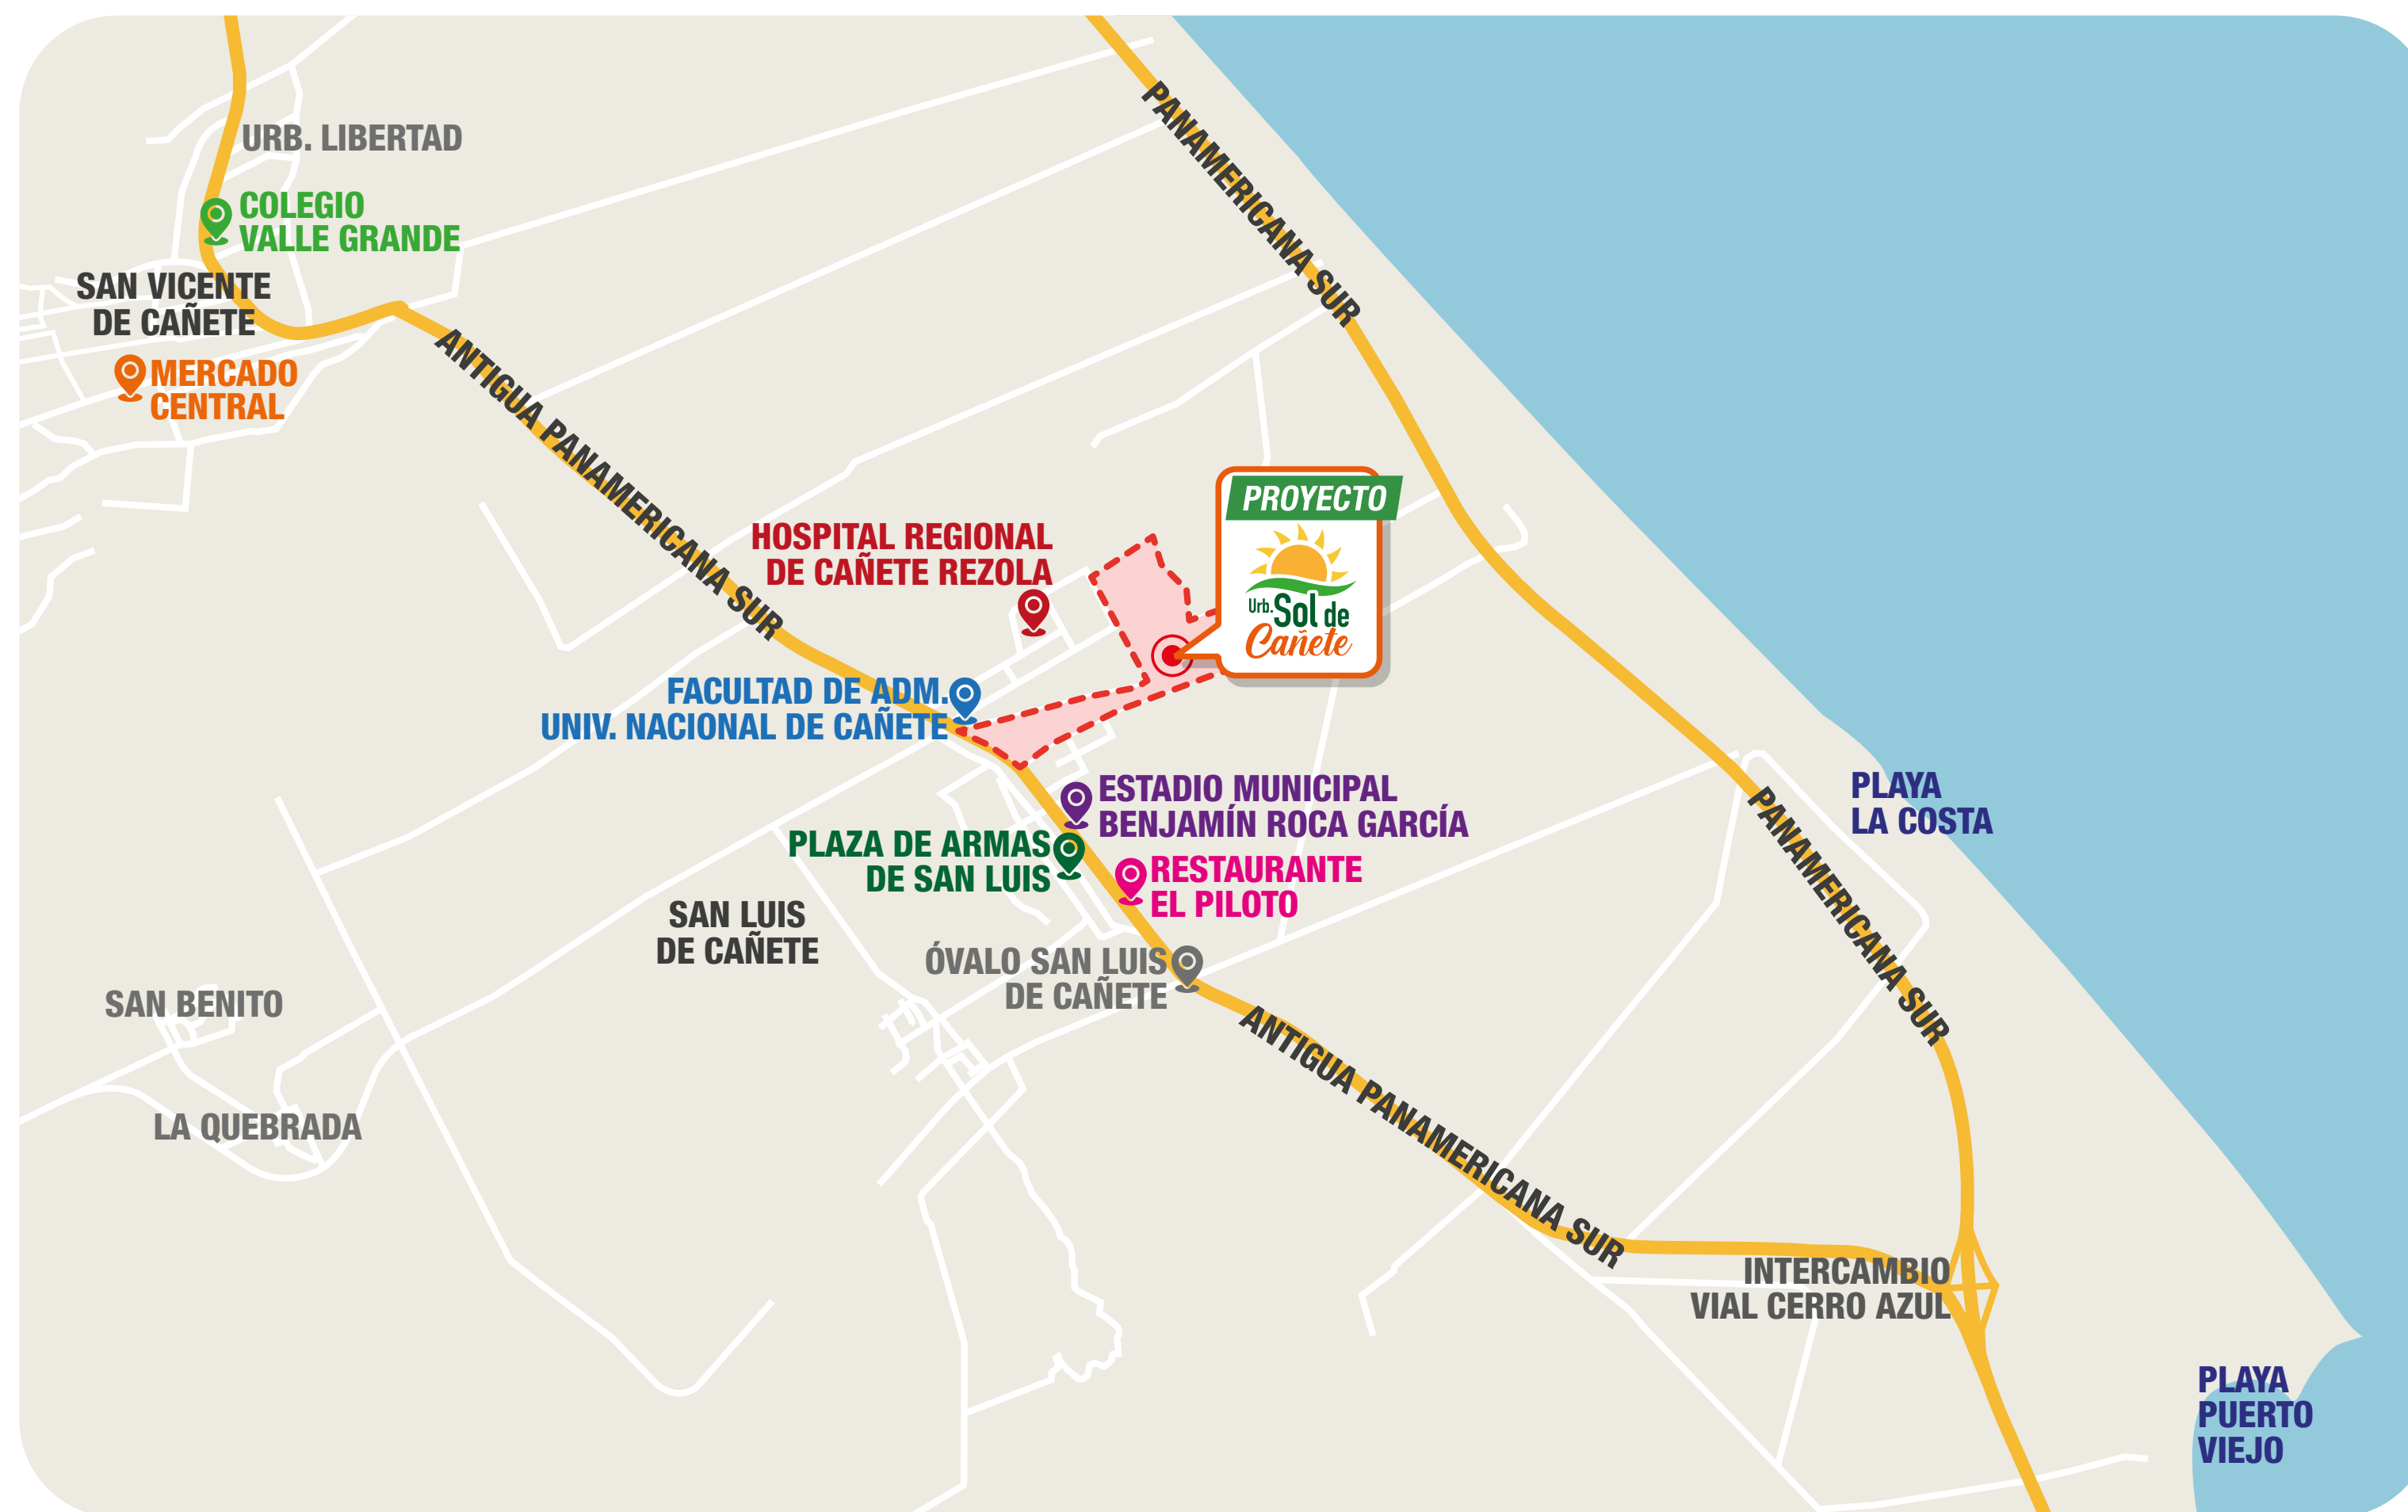 PANAMERICANA SUR
URB. LIBERTAD
COLEGIO
VALLE GRANDE
SAN VICENTE
DE CAÑETE
MERCADO
CENTRAL
ANTIGUA PANAMERICANA SUR
PROYECTO
Urb. Sol de
Cañete
HOSPITAL REGIONAL
DE CAÑETE REZOLA
FACULTAD DE ADM.
UNIV. NACIONAL DE CAÑETE
ESTADIO MUNICIPAL
BENJAMÍN ROCA GARCÍA
PLAYA
LA COSTA
PANAMERICANA SUR
PLAZA DE ARMAS
DE SAN LUIS
RESTAURANTE
EL PILOTO
SAN LUIS
DE CAÑETE
ÓVALO SAN LUIS
DE CAÑETE
SAN BENITO
ANTIGUA PANAMERICANA SUR
LA QUEBRADA
INTERCAMBIO
VIAL CERRO AZUL
PLAYA
PUERTO
VIEJO